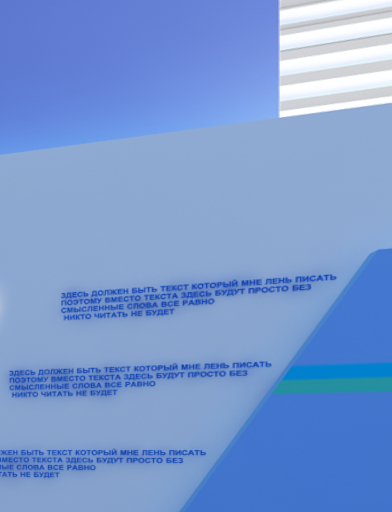 ЗДЕСЬ ДОЛЖЕН БЫТЬ ТЕКСТ КОТОРЫЙ МНЕ ЛЕНЬ ПИСАТЬ
ПОЭТОМУ ВМЕСТО ТЕКСТА ЗДЕСЬ БУДУТ ПРОСТО БЕЗ
СМЫСЛЕННЫЕ СЛОВА ВСЕ РАВНО
НИКТО ЧИТАТЬ НЕ БУДЕТ
ЗДЕСЬ ДОЛЖЕН БЫТЬ ТЕКСТ КОТОРЫЙ МНЕ ЛЕНЬ ПИСАТЬ
ПОЭТОМУ ВМЕСТО ТЕКСТА ЗДЕСЬ БУДУТ ПРОСТО БЕЗ
СМЫСЛЕННЫЕ СЛОВА ВСЕ РАВНО
НИКТО ЧИТАТЬ НЕ БУДЕТ
ЖЕН БЫТЬ ТЕКСТ КОТОРЫЙ МНЕ ЛЕНЬ ПИСАТЬ
ВМЕСТО ТЕКСТА ЗДЕСЬ БУДУТ ПРОСТО БЕЗ
НЫЕ СЛОВА ВСЕ РАВНО
ТАТЬ НЕ БУДЕТ